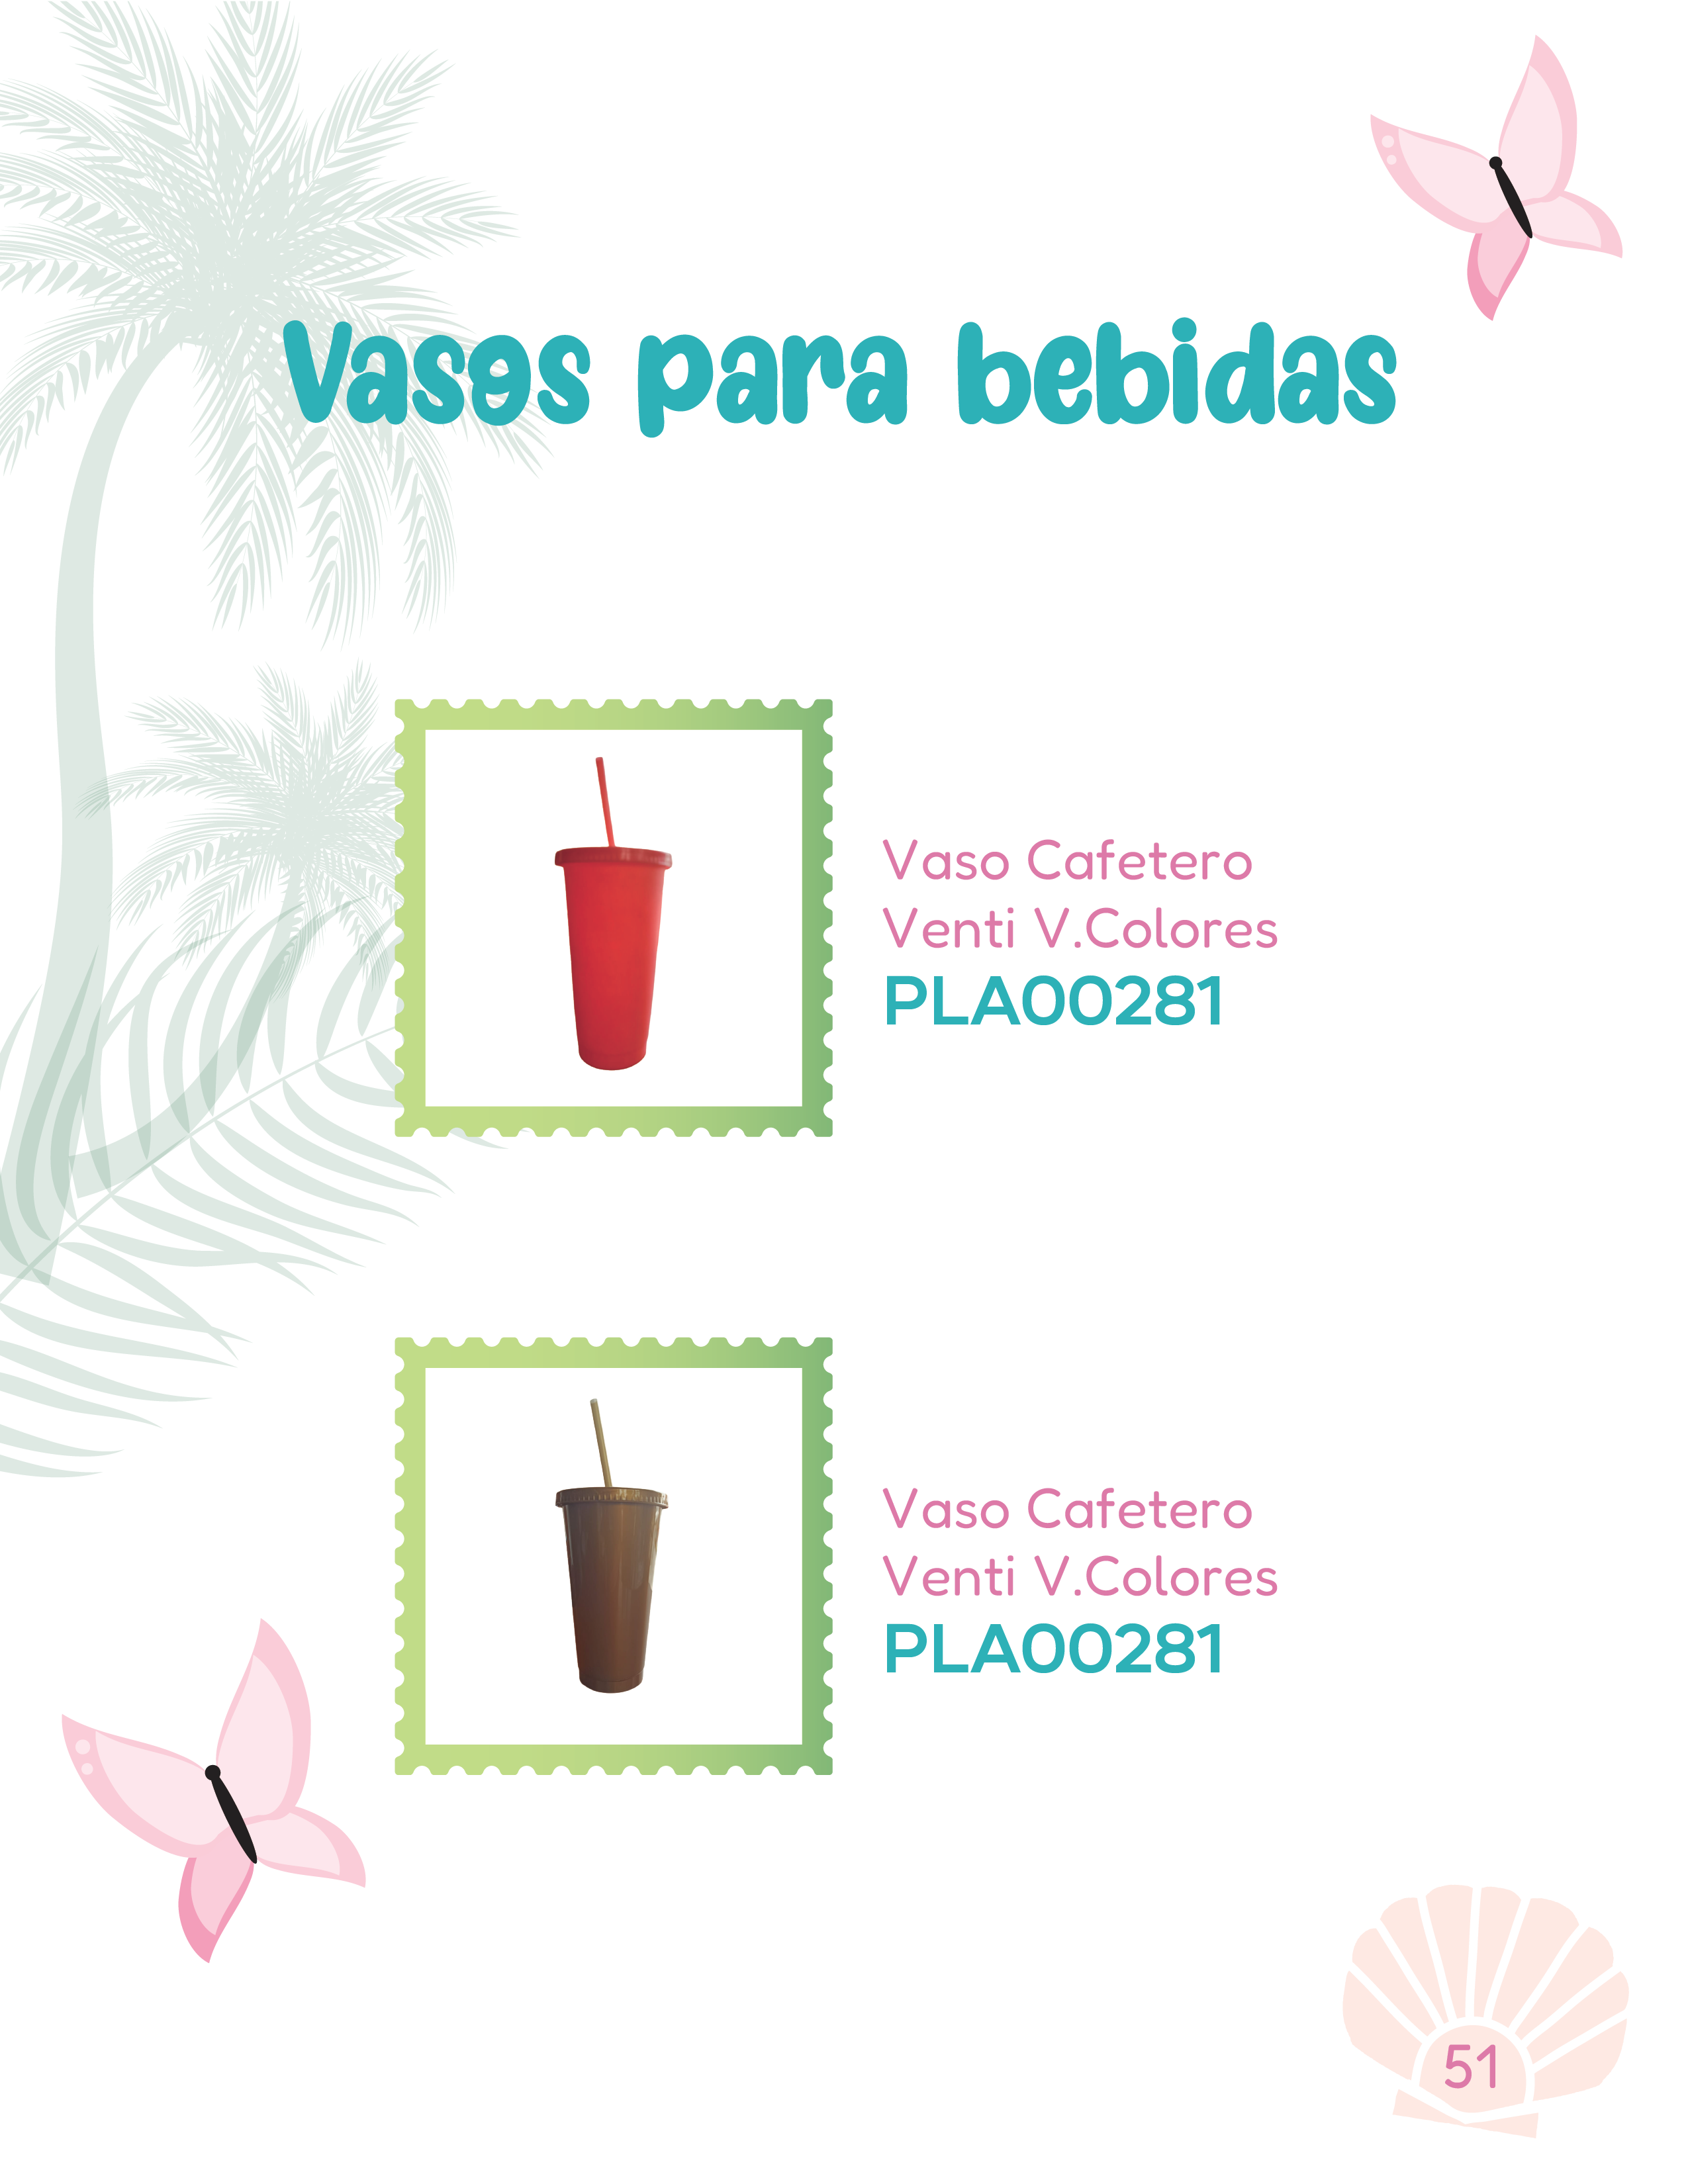 Vasos para bebidas
Vaso Cafetero
Venti V.Colores
PLA00281
Vaso Cafetero
Venti V.Colores
PLA00281
51